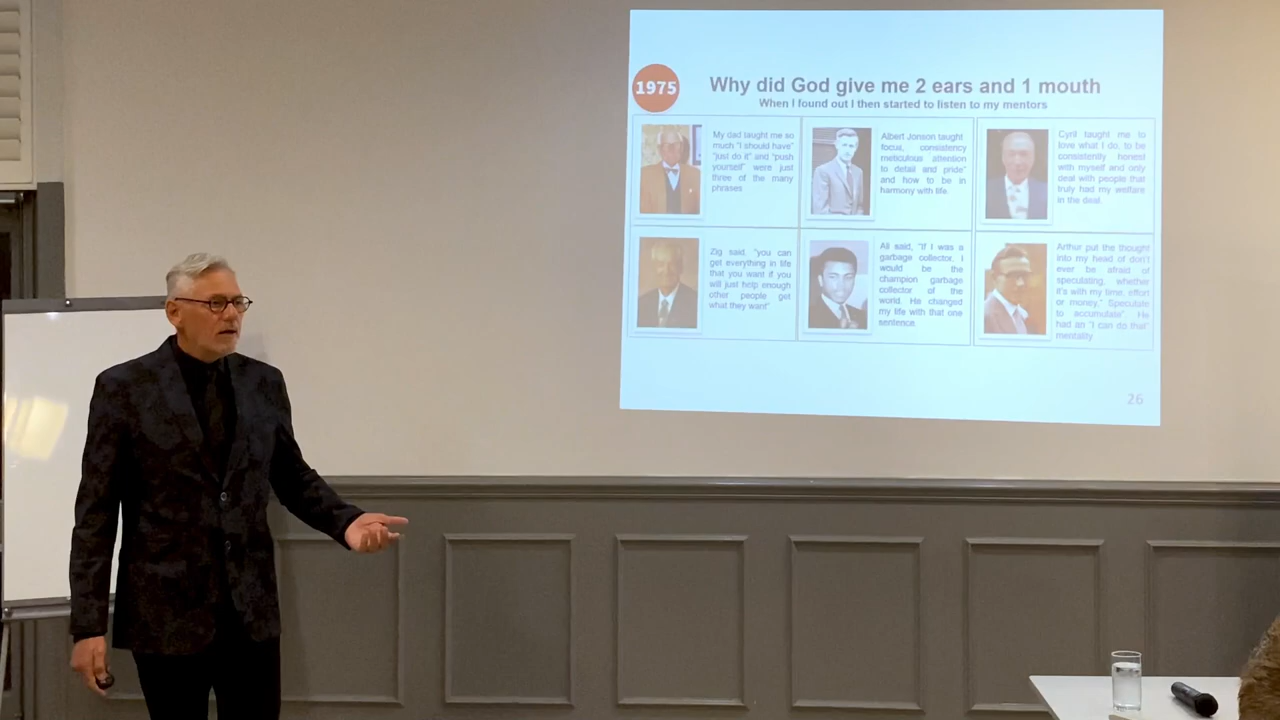 1975
Why did God give me 2 ears and 1 mouth
When I found out I then started to listen to my mentors
My dad taught me so
much "I should have"
"just do it" and "push
yourself" were just
three of the many
phrases
Albert Jonson taught
focus, consistency
meticulous attention
to detail and pride"
and how to be in
harmony with life.
Cyril taught me to
love what I do, to be
consistently honest
with myself and only
deal with people that
truly had my welfare
in the deal.
Zig said, "you can
get everything in life
that you want if you
will just help enough
other people get
what they want"
Ali said, "If I was a
garbage collector, I
would be the
champion garbage
collector of the
world. He changed
my life with that one
sentence
Arthur put the thought
into my head of don't
ever be afraid of
speculating, whether
it's with my time, effort
or money." Speculate
to accumulate" He
had an "I can do that"
mentality
26